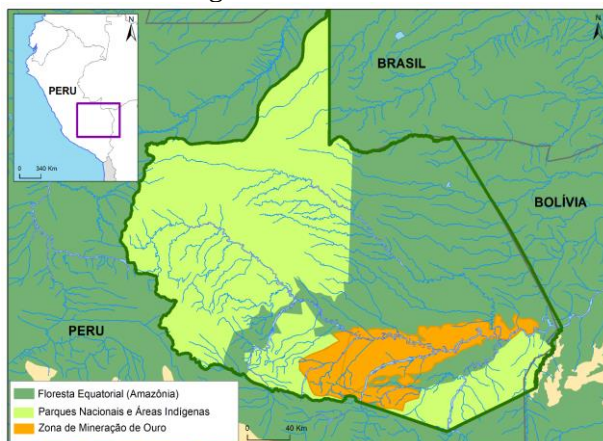 N
PERU
0 340 Km
BRASIL
N
BOLÍVIA
PERU
Floresta Equatorial (Amazônia)
Parques Nacionais e Áreas Indígenas
Zona de Mineração de Ouro
0 40 Km